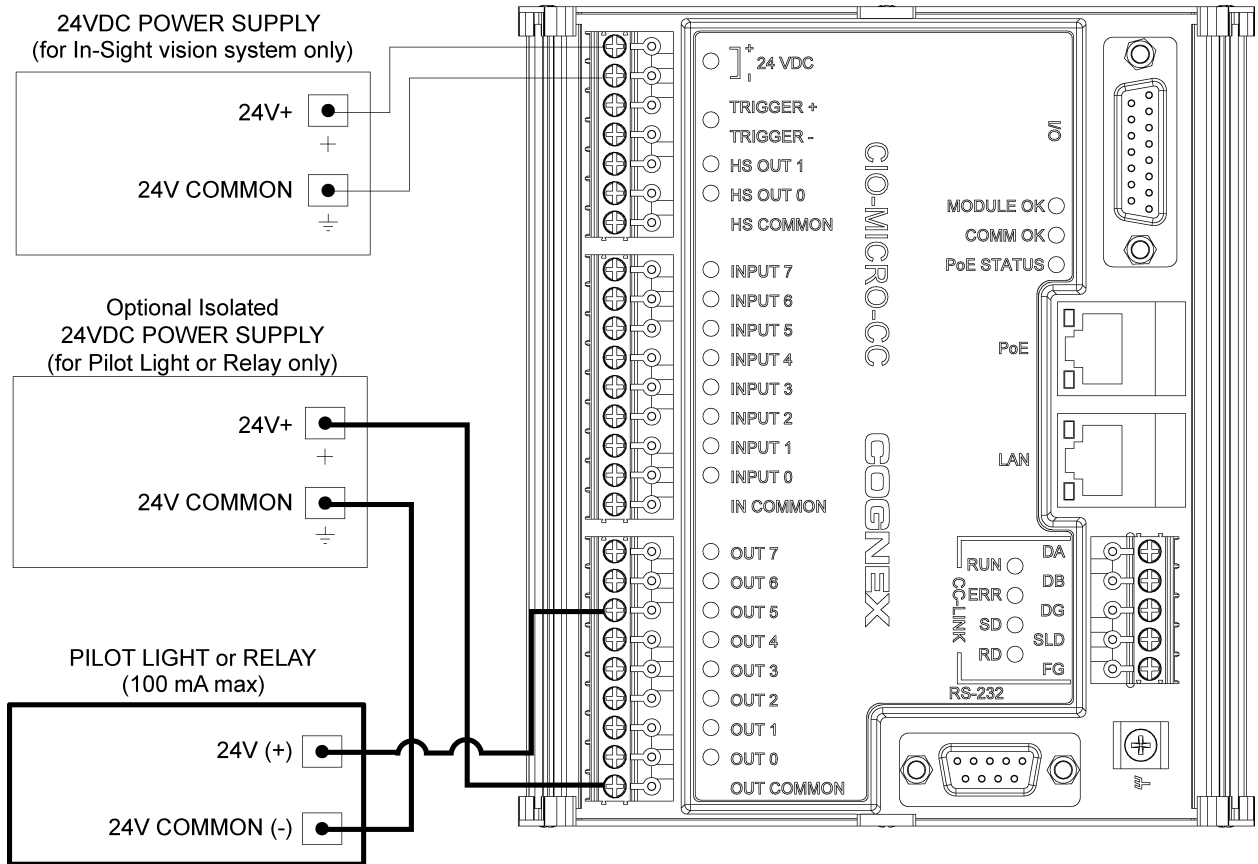 24VDC POWER SUPPLY
(for In-Sight vision system only)
24V+
+
24V COMMON
Optional Isolated
24VDC POWER SUPPLY
(for Pilot Light or Relay only)
24V+
+
24V COMMON
PILOT LIGHT or RELAY
(100 mA max)
24V (+)
24V COMMON (-)
+
24 VDC
-
TRIGGER +
TRIGGER -
HS OUT 1
HS OUT 0
HS COMMON
INPUT 7
INPUT 6
INPUT 5
INPUT 4
INPUT 3
INPUT 2
INPUT 1
INPUT 0
IN COMMON
OUT 7
OUT 6
OUT 5
OUT 4
OUT 3
OUT 2
OUT 1
OUT 0
OUT COMMON
CIO-MICRO-CC
COGNEX
I/O
MODULE OK
COMM OK
PoE STATUS
PoE
LAN
CC-LINK
RUN
ERR
SD
RD
DA
DB
DG
SLD
FG
RS-232